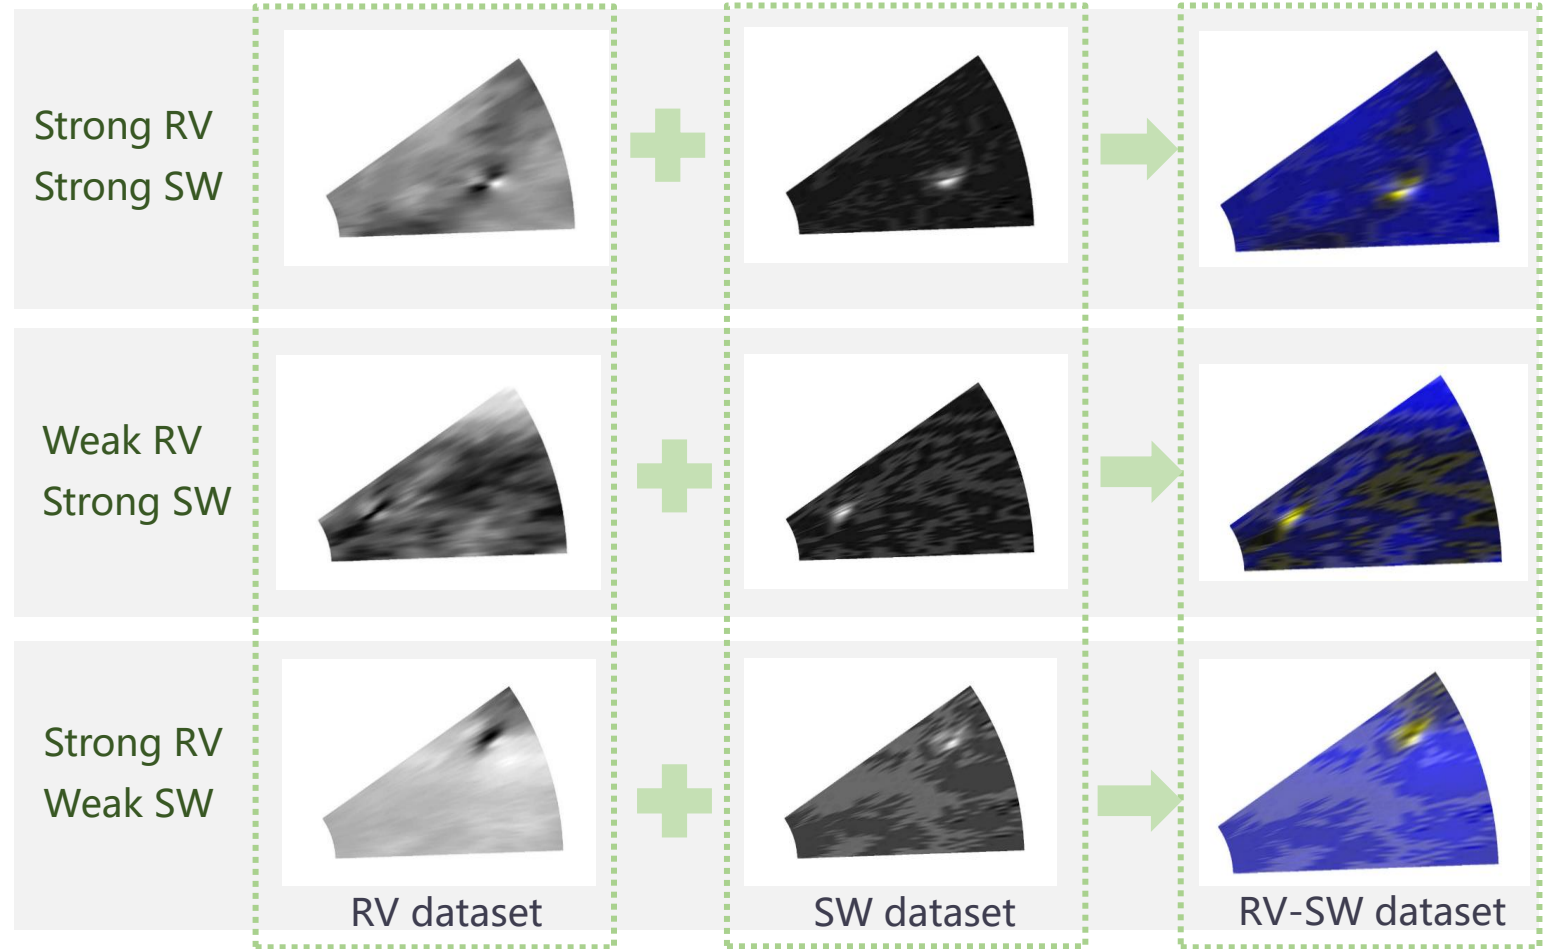 Strong RV
Strong SW
Weak RV
Strong SW
Strong RV
Weak SW
RV dataset
SW dataset
RV-SW dataset